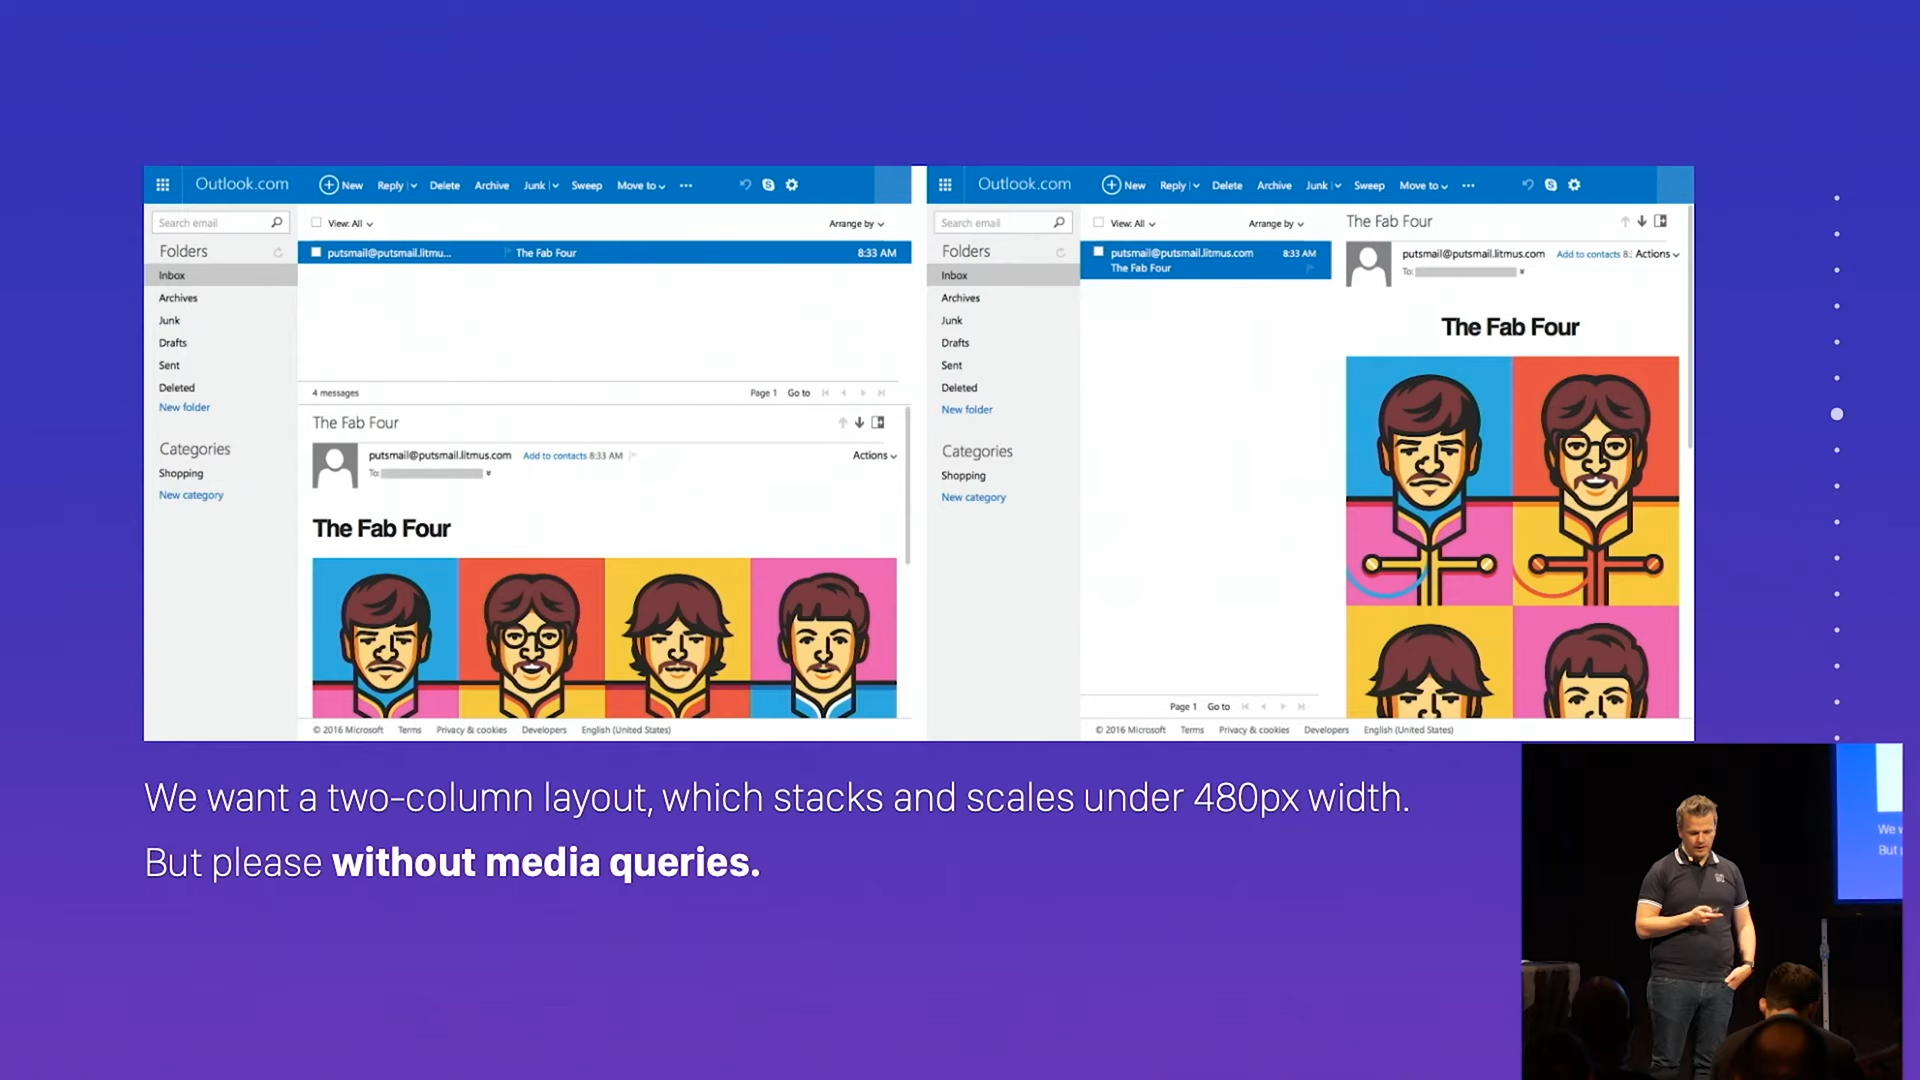 Outlook.com New Reply Delete Archive Junk Sweep Move to ...
Search email
View: All Arrange by
Folders
putsmail@putsmail.litmu... The Fab Four 8:33 AM
Inbox
Archives
Junk
Drafts
Sent
Deleted
New folder
4 messages Page 1 Go to
The Fab Four
Categories
putsmail@putsmail.litmus.com Add to contacts 8:33 AM Actions
Shopping
To:
New category
The Fab Four
© 2016 Microsoft Terms Privacy & cookies Developers English (United States)
Outlook.com New Reply Delete Archive Junk Sweep Move to ...
Search email
View: All Arrange by
The Fab Four
Folders
putsmail@putsmail.litmus.com 8:33 AM
The Fab Four
putsmail@putsmail.litmus.com Add to contacts 8: Actions
To:
Inbox
Archives
Junk
Drafts
Sent
Deleted
New folder
Categories
Shopping
New category
The Fab Four
Page 1 Go to
© 2016 Microsoft Terms Privacy & cookies Developers English (United States)
We want a two-column layout, which stacks and scales under 480px width.
But please without media queries.
We
But